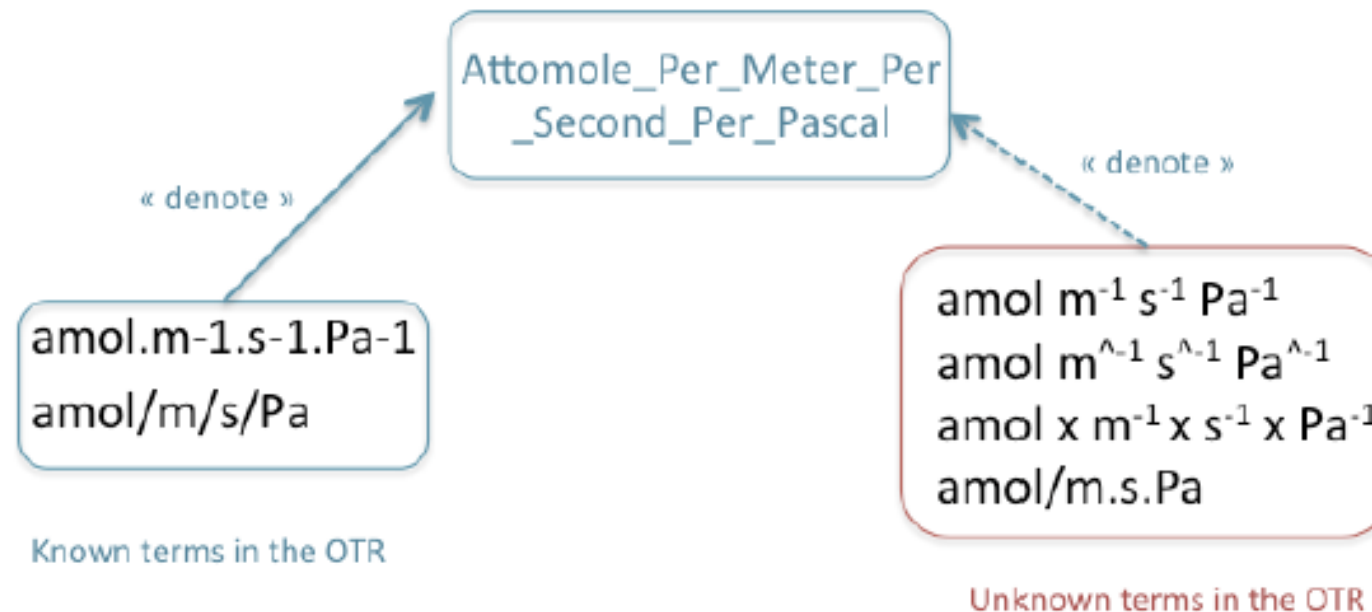 Attomole_Per_Meter_Per
_Second_Per_Pascal
« denote »
« denote »
amol.m-1.s-1.Pa-1
amol/m/s/Pa
Known terms in the OTR
amol m⁻¹ s⁻¹ Pa⁻¹
amol m^⁻¹ s^⁻¹ Pa^⁻¹
amol x m⁻¹ x s⁻¹ x Pa⁻¹
amol/m.s.Pa
Unknown terms in the OTR